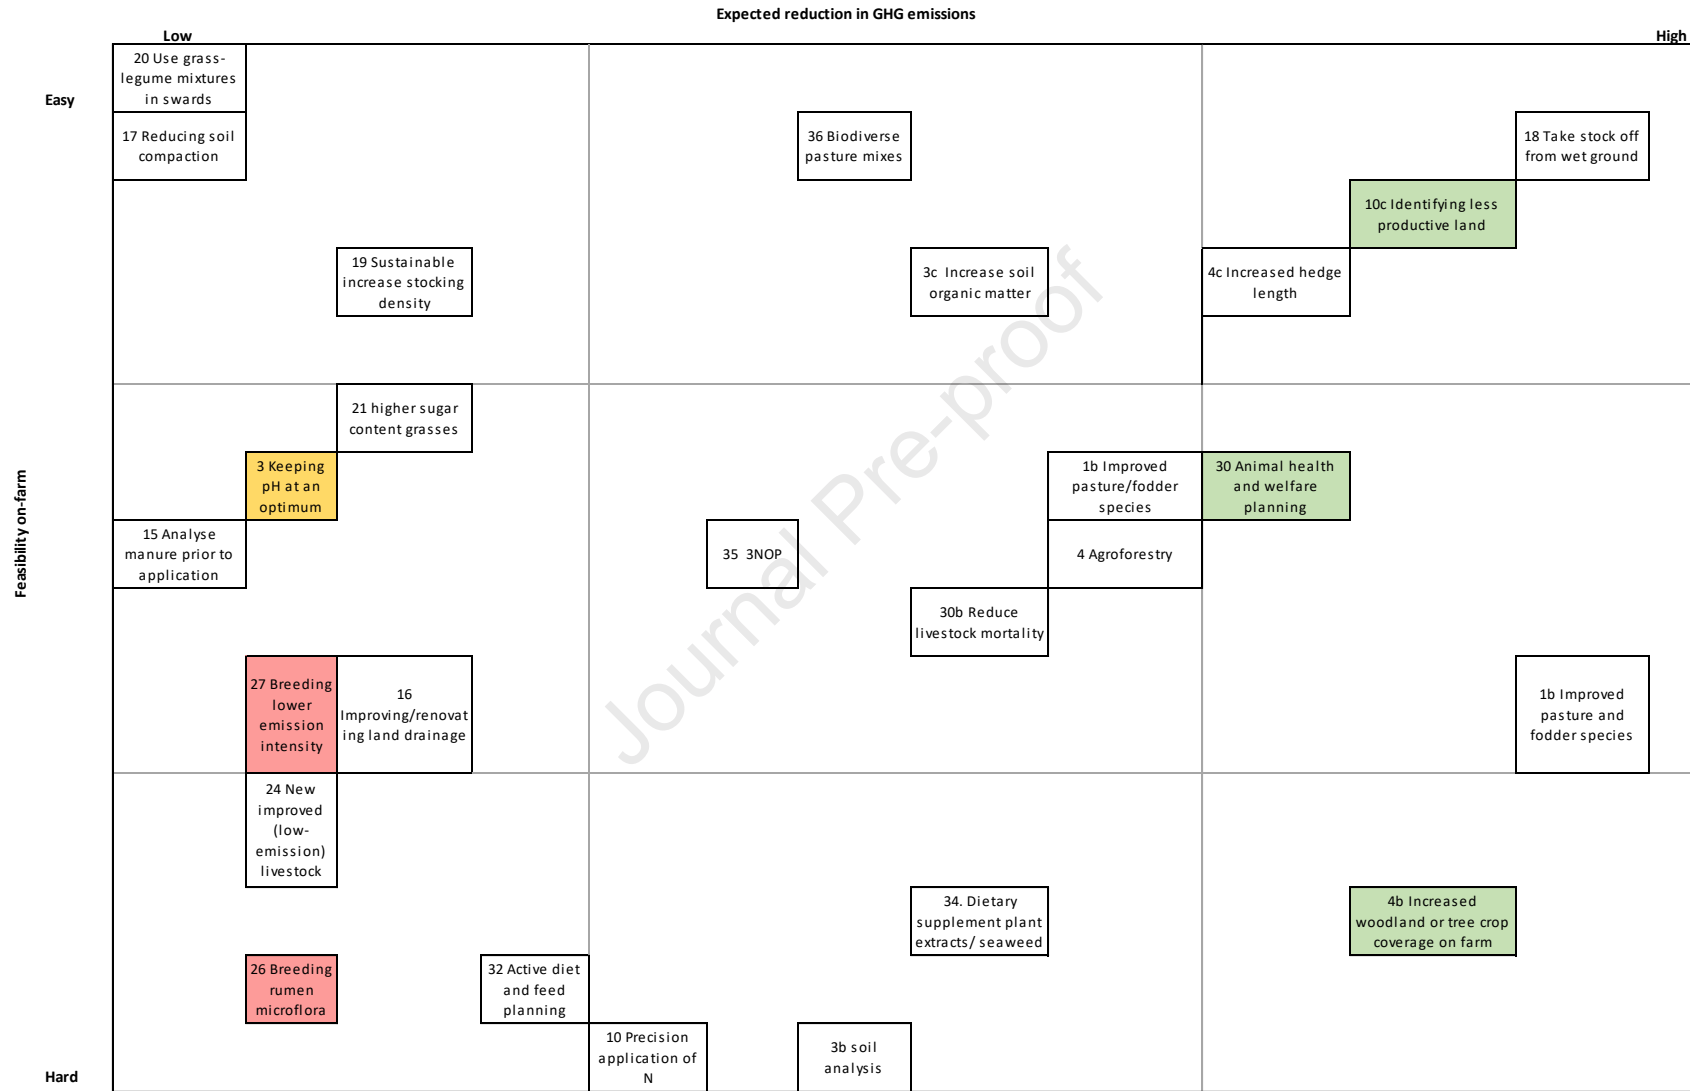 Expected reduction in GHG emissions
Low
High
Easy
20 Use grass-
legume mixtures
in swards
17 Reducing soil
compaction
36 Biodiverse
pasture mixes
18 Take stock off
from wet ground
10c Identifying less
productive land
19 Sustainable
increase stocking
density
3c Increase soil
organic matter
4c Increased hedge
length
Feasibility on-farm
21 higher sugar
content grasses
3 Keeping
pH at an
optimum
1b Improved
pasture/fodder
species
30 Animal health
and welfare
planning
15 Analyse
manure prior to
application
35 3NOP
4 Agroforestry
30b Reduce
livestock mortality
27 Breeding
lower
emission
intensity
16
Improving/renovat
ing land drainage
1b Improved
pasture and
fodder species
24 New
improved
(low-
emission)
livestock
34. Dietary
supplement plant
extracts/ seaweed
4b Increased
woodland or tree crop
coverage on farm
26 Breeding
rumen
microflora
32 Active diet
and feed
planning
10 Precision
application of
N
3b soil
analysis
Hard
Journal Pre-proof